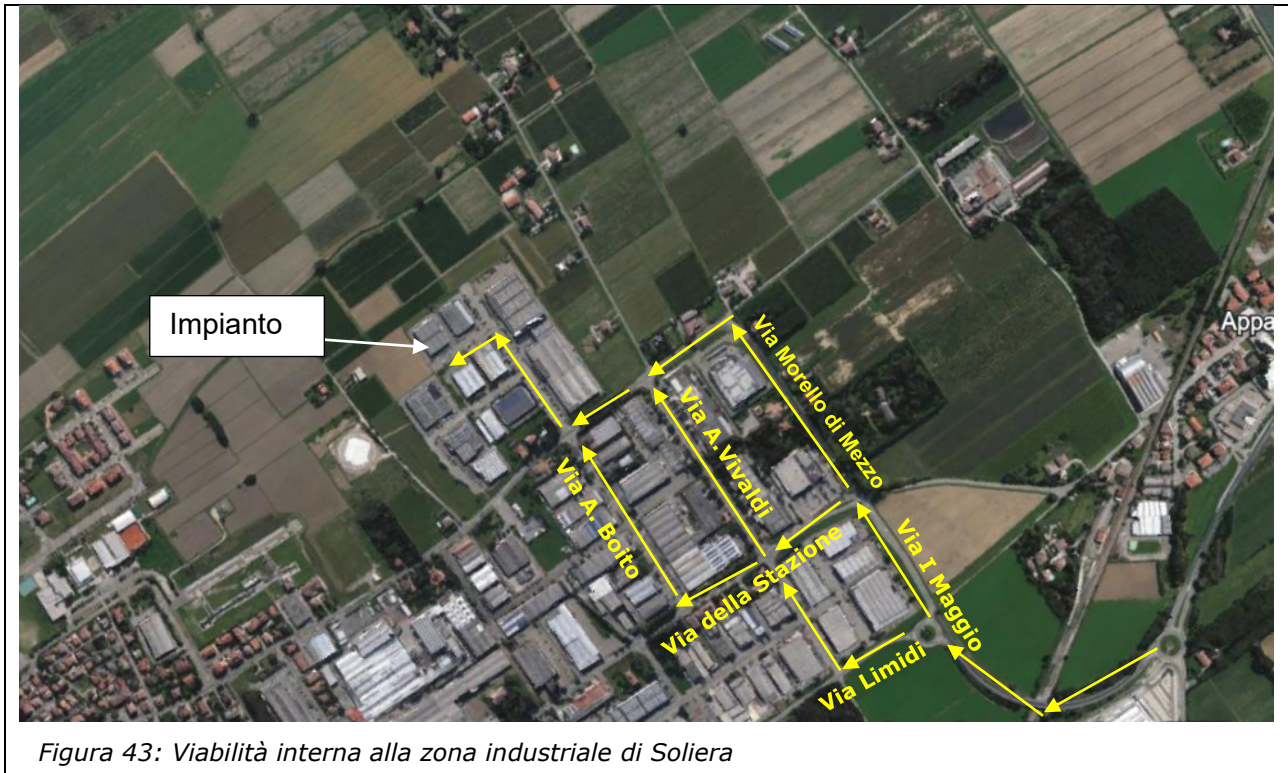 Impianto
Appa
Via Morello di Mezzo
Via A.Vivaldi
Via A. Boito
Via I Maggio
Via della Stazione
Via Limidi
Figura 43: Viabilità interna alla zona industriale di Soliera